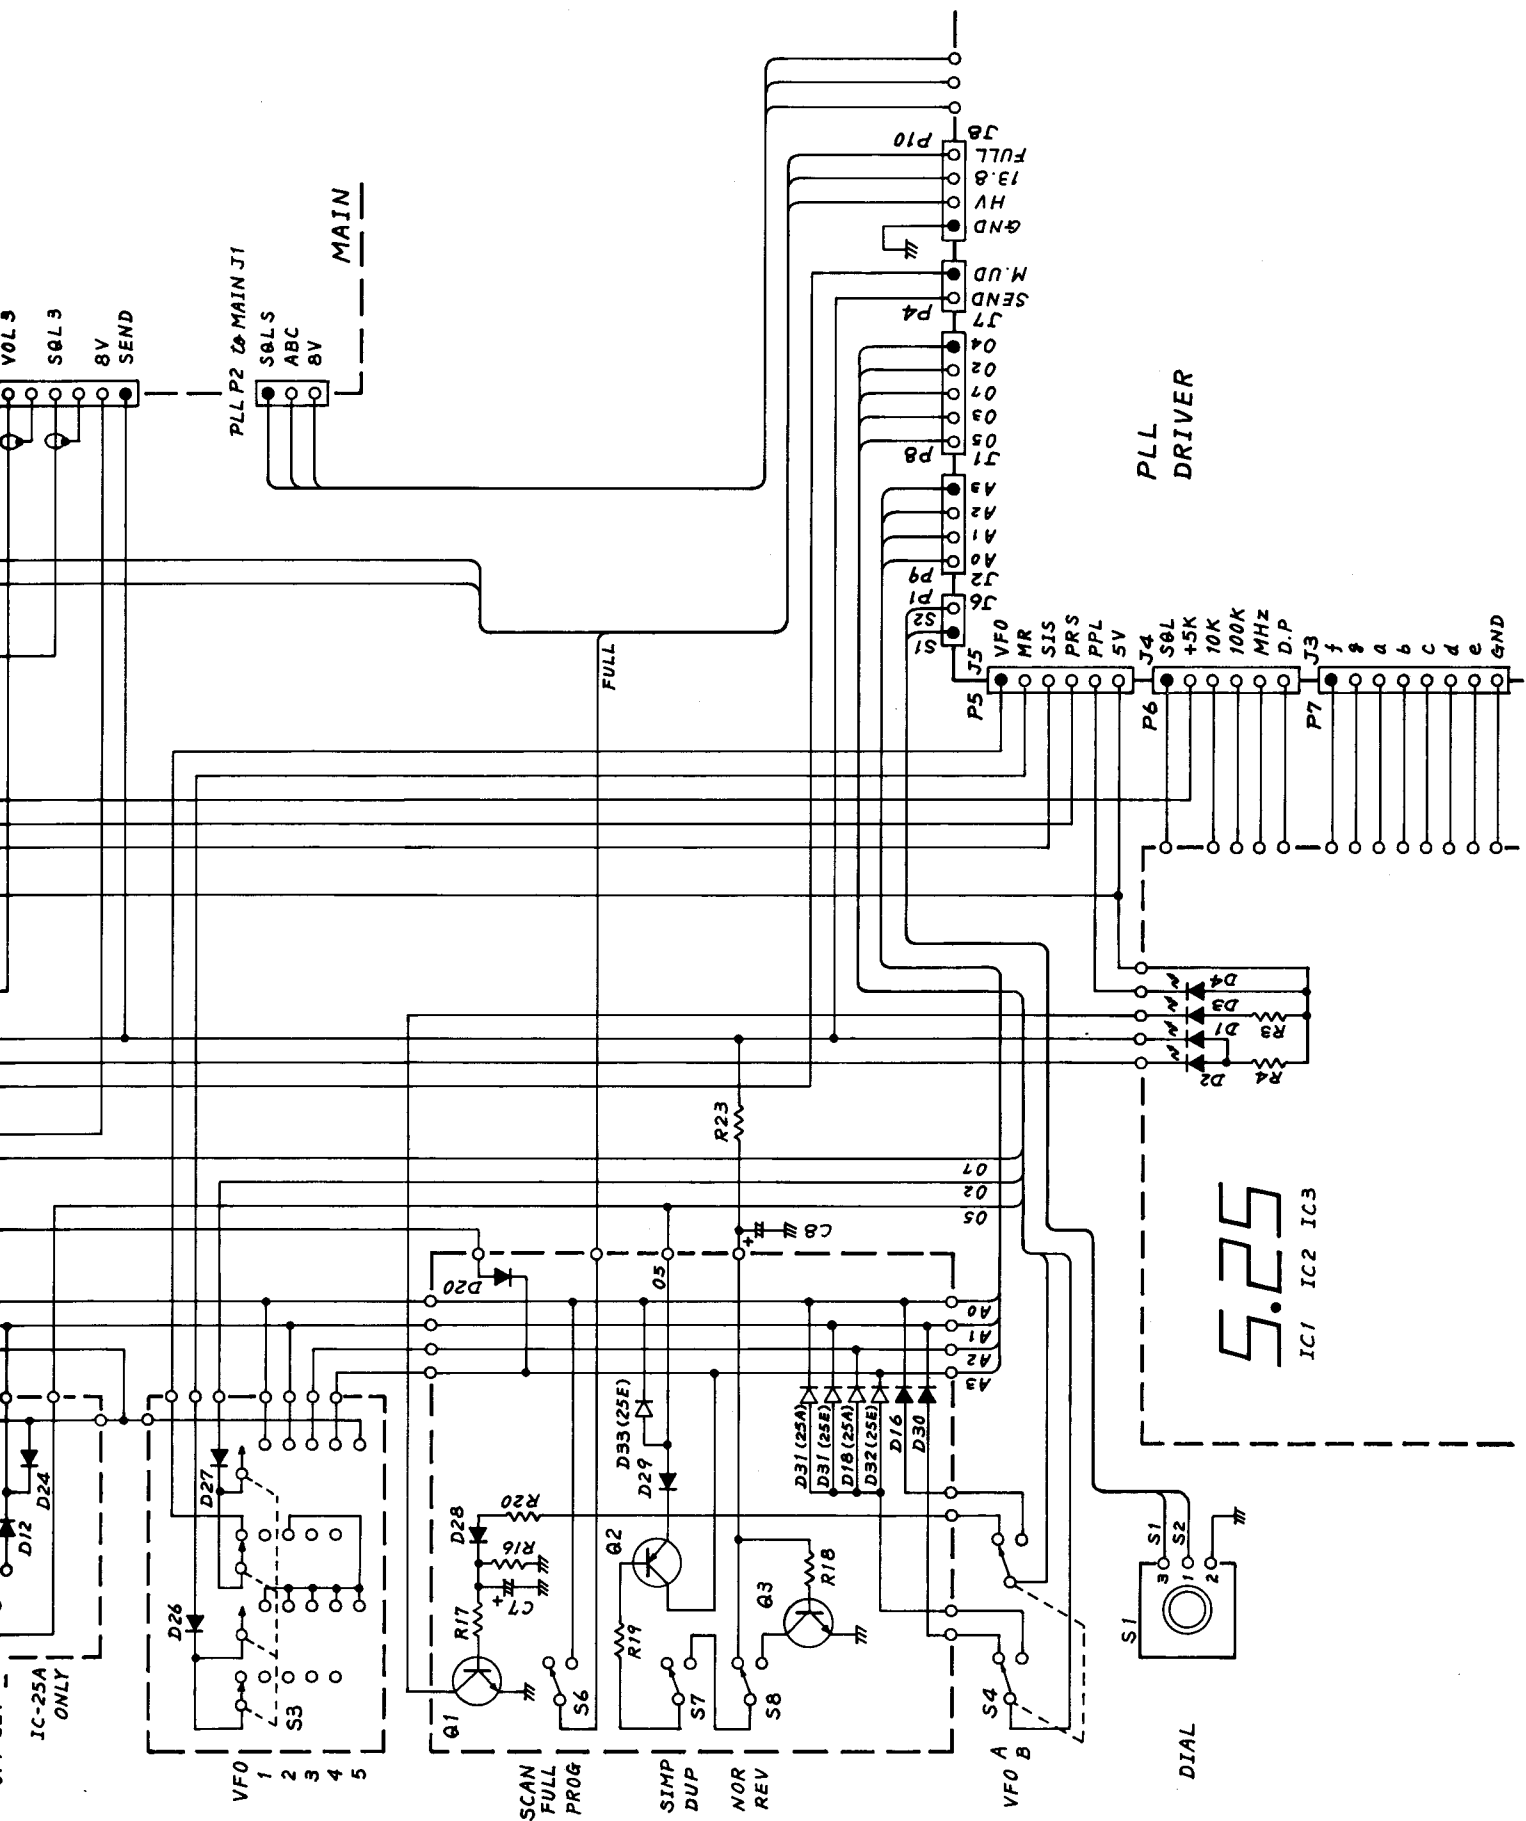 VOL3
SQL3
8V
SEND
PLL P2 to MAIN J1
SQLS
ABC
8V
MAIN
P10
J8
FULL
13.8
HV
GND
M.UD
SEND
P4
J7
O4
O2
O1
O3
O5
P8
J1
A3
A2
A1
A0
P9
J2
P1
J6
S2
S1
PLL
DRIVER
FULL
P5
J5
VFO
MR
SIS
PRS
PPL
5V
P6
J4
SQL
+5K
10K
100K
MHz
D.P
P7
J3
f
g
a
b
c
d
e
GND
D4
D3
D1
D2
R3
R4
R23
O1
O2
O5
+
C8
D20
O5
A0
A1
A2
A3
5.25
IC1 IC2 IC3
D12
D24
IC-25A
ONLY
D27
D26
S3
VFO
1
2
3
4
5
D33(25E)
D29
D31(25A)
D31(25E)
D18(25A)
D32(25E)
D16
D30
D28
R20
R16
+
C7
R17
Q1
Q2
R19
Q3
R18
S6
S7
S8
SCAN
FULL
PROG
SIMP
DUP
NOR
REV
S4
VFO A
B
S1
S2
3
1
2
S1
DIAL